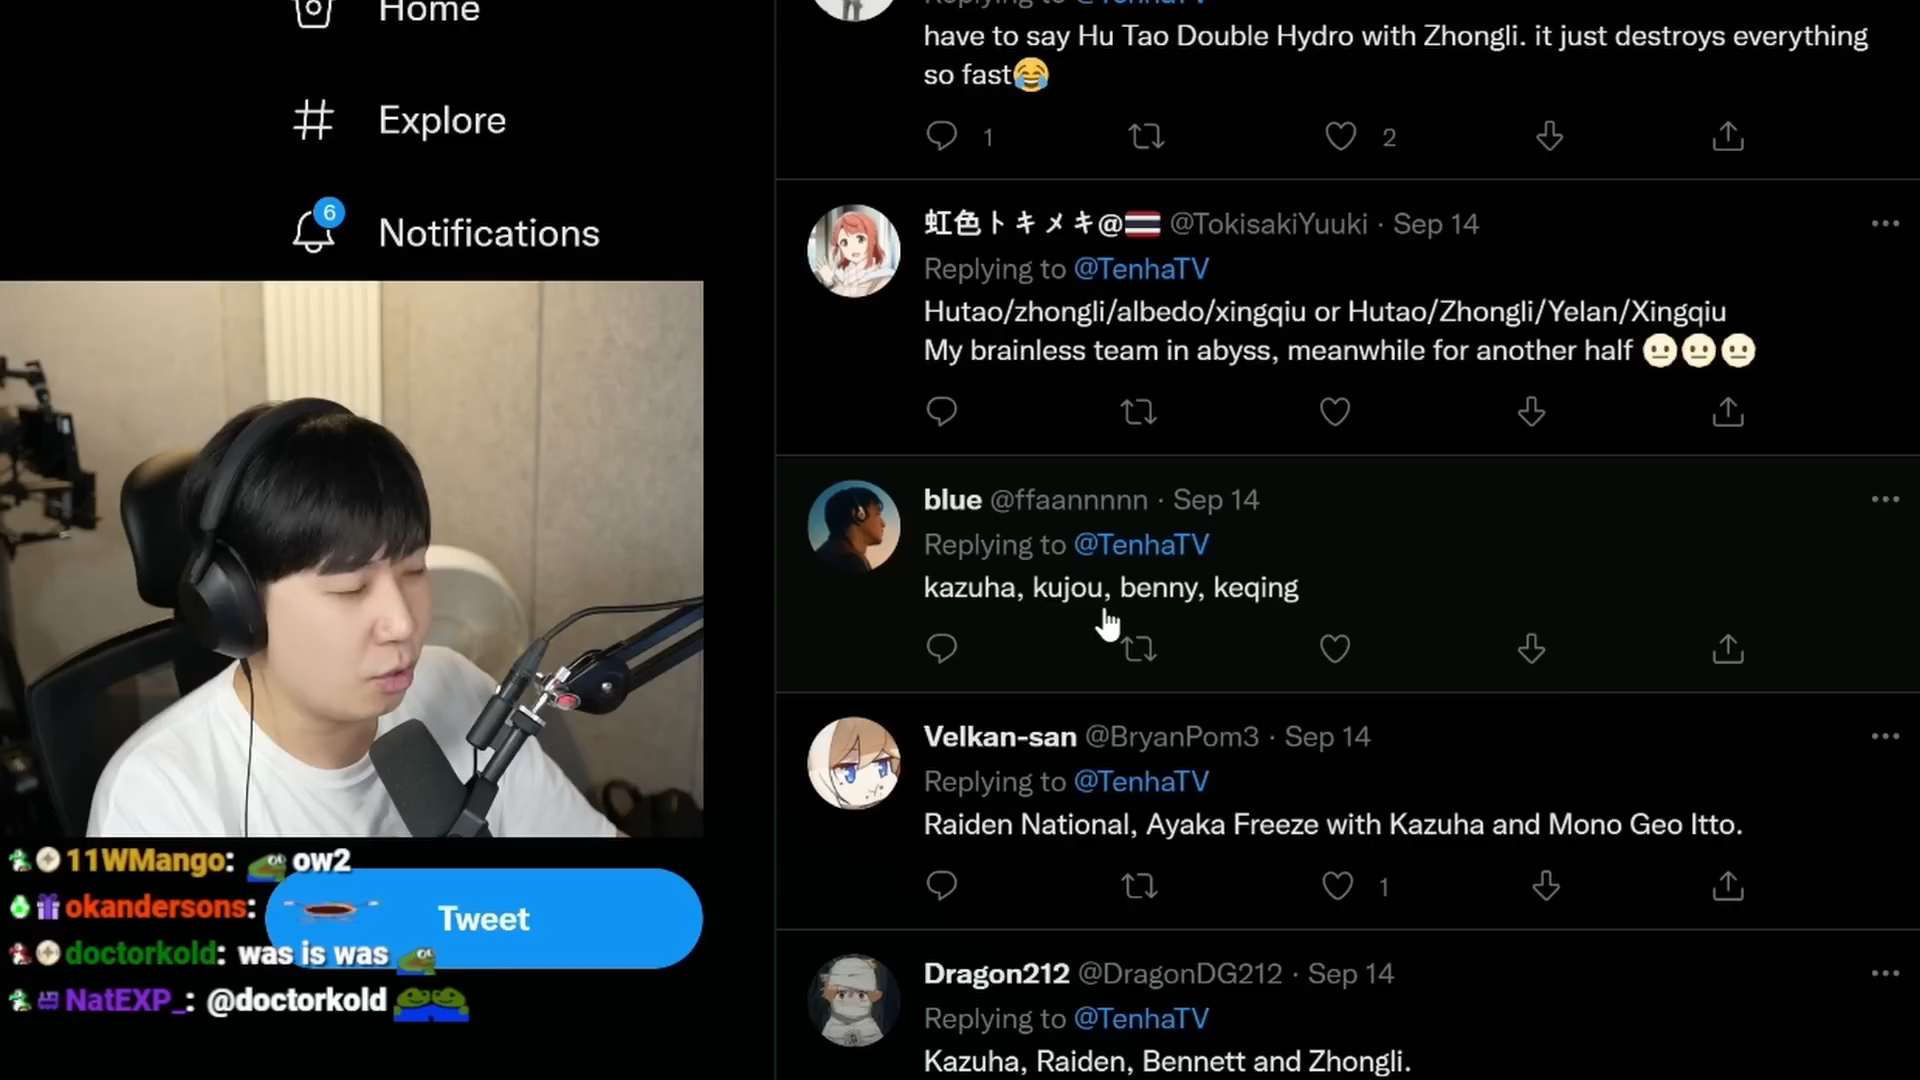 Home
Explore
6
Notifications
Tweet
11WMango: ow2
okandersons:
doctorkold: was is was
NatEXP_: @doctorkold
have to say Hu Tao Double Hydro with Zhongli. it just destroys everything
so fast😂
1 2
虹色トキメキ@🇹🇭 @TokisakiYuuki · Sep 14
Replying to @TenhaTV
Hutao/zhongli/albedo/xingqiu or Hutao/Zhongli/Yelan/Xingqiu
My brainless team in abyss, meanwhile for another half 😐😐😐
blue @ffaannnnn · Sep 14
Replying to @TenhaTV
kazuha, kujou, benny, keqing
Velkan-san @BryanPom3 · Sep 14
Replying to @TenhaTV
Raiden National, Ayaka Freeze with Kazuha and Mono Geo Itto.
1
Dragon212 @DragonDG212 · Sep 14
Replying to @TenhaTV
Kazuha, Raiden, Bennett and Zhongli.